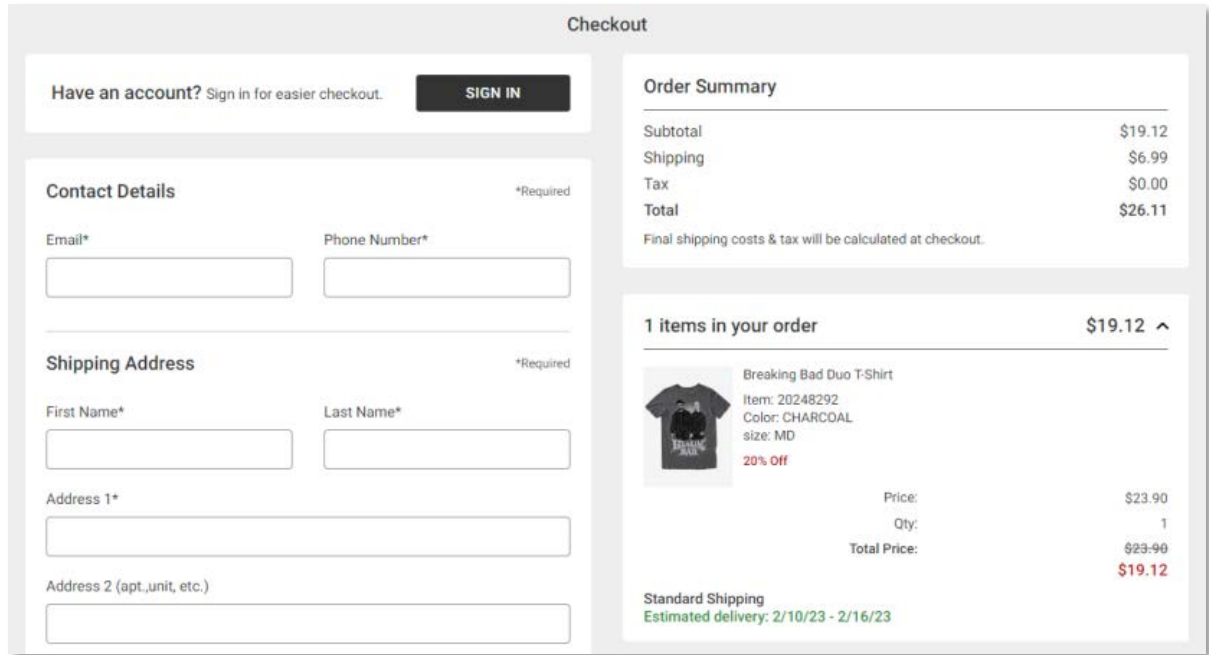 Checkout
Have an account? Sign in for easier checkout.
SIGN IN
Contact Details
*Required
Email*
Phone Number*
Shipping Address
*Required
First Name*
Last Name*
Address 1*
Address 2 (apt.,unit, etc.)
Order Summary
Subtotal $19.12
Shipping $6.99
Tax $0.00
Total $26.11
Final shipping costs & tax will be calculated at checkout.
1 items in your order $19.12
Breaking Bad Duo T-Shirt
Item: 20248292
Color: CHARCOAL
size: MD
20% Off
BREAKING
BAD
Price: $23.90
Qty: 1
Total Price: $23.90
$19.12
Standard Shipping
Estimated delivery: 2/10/23 - 2/16/23